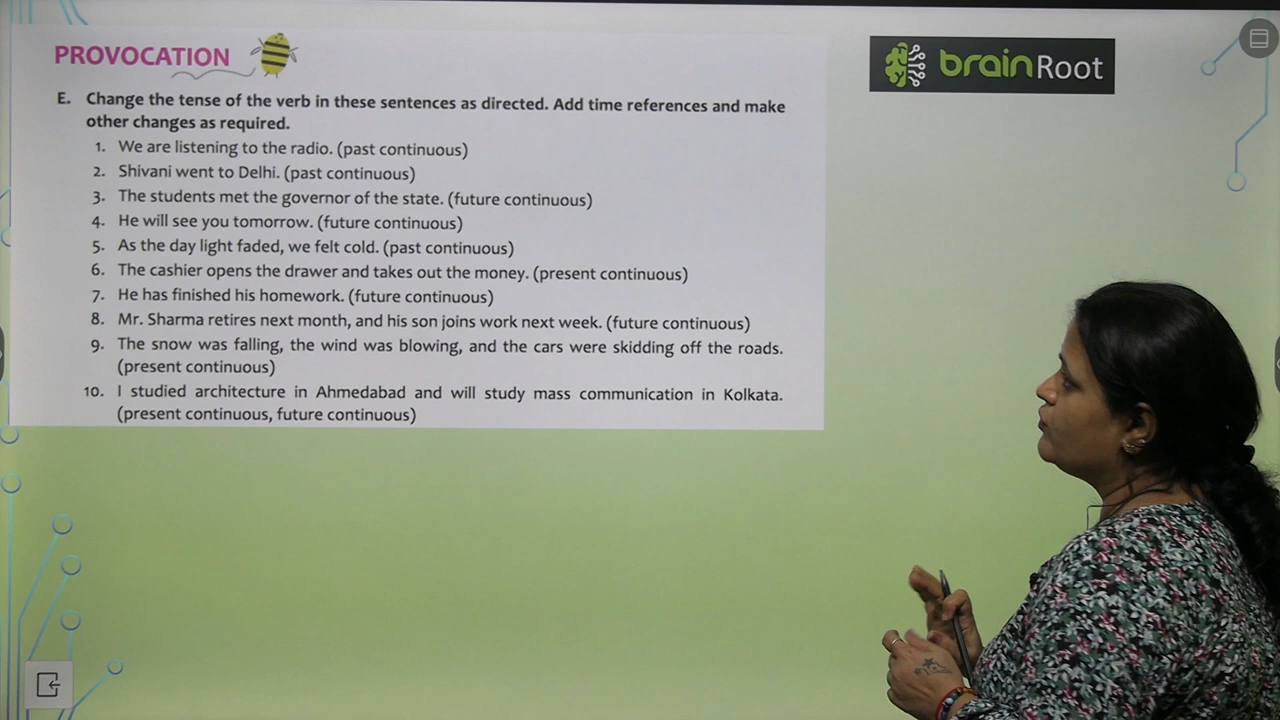 PROVOCATION
brainRoot
E. Change the tense of the verb in these sentences as directed. Add time references and make
other changes as required.
1. We are listening to the radio. (past continuous)
2. Shivani went to Delhi. (past continuous)
3. The students met the governor of the state. (future continuous)
4. He will see you tomorrow. (future continuous)
5. As the day light faded, we felt cold. (past continuous)
6. The cashier opens the drawer and takes out the money. (present continuous)
7. He has finished his homework. (future continuous)
8. Mr. Sharma retires next month, and his son joins work next week. (future continuous)
9. The snow was falling, the wind was blowing, and the cars were skidding off the roads.
(present continuous)
10. I studied architecture in Ahmedabad and will study mass communication in Kolkata.
(present continuous, future continuous)